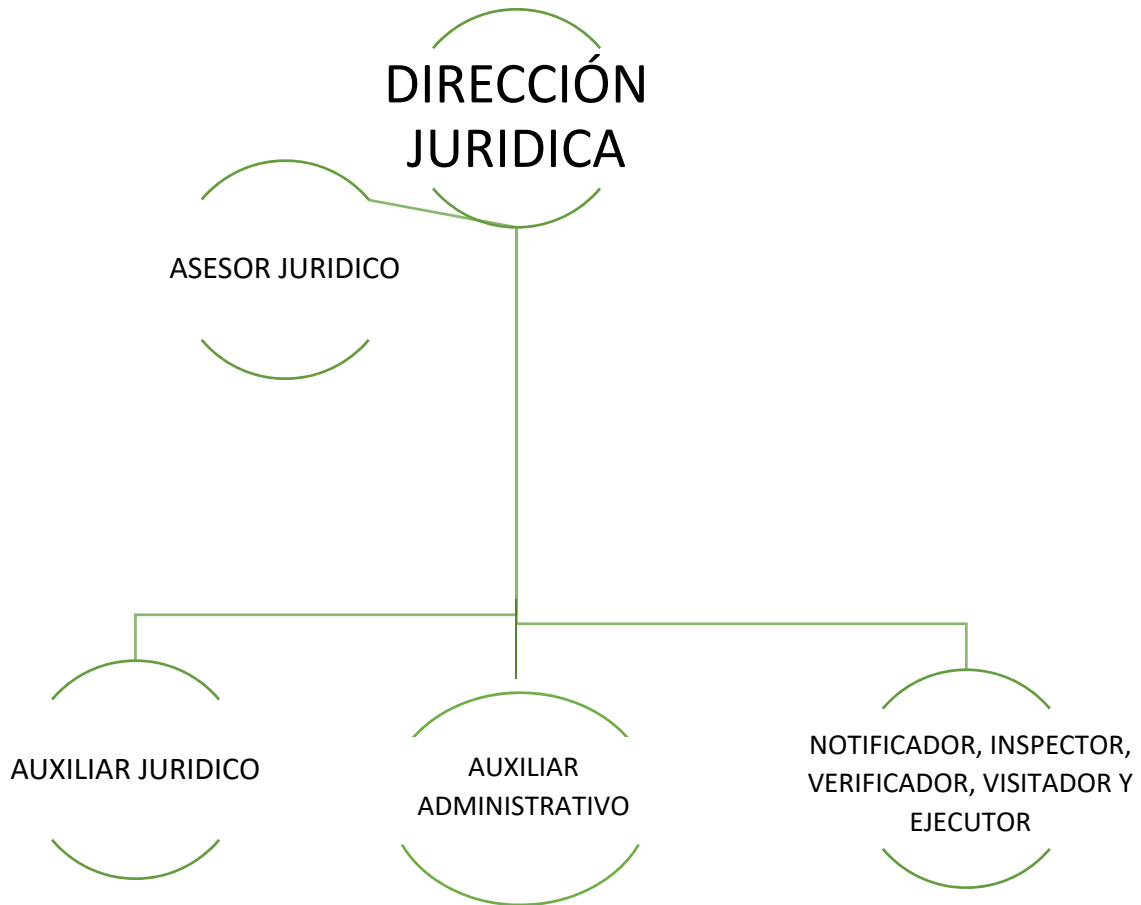 DIRECCIÓN
JURIDICA
ASESOR JURIDICO
AUXILIAR JURIDICO
AUXILIAR
ADMINISTRATIVO
NOTIFICADOR, INSPECTOR,
VERIFICADOR, VISITADOR Y
EJECUTOR